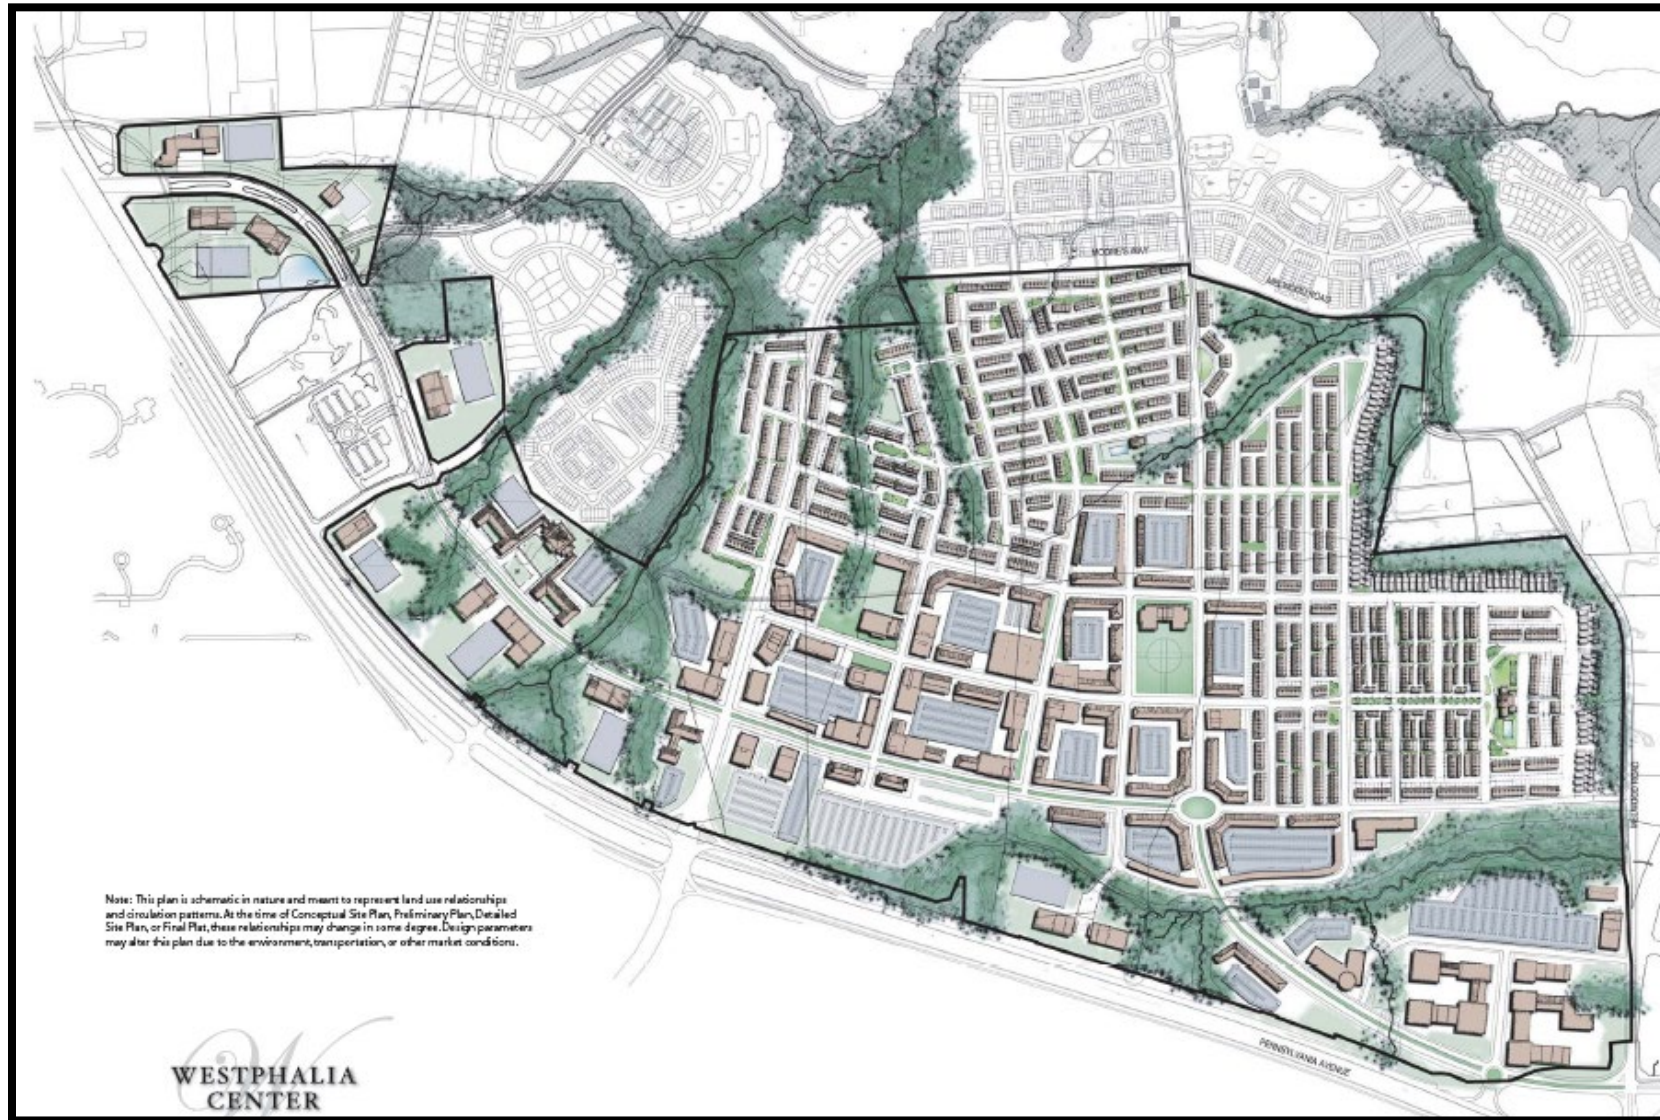 MOORE'S WAY
Note: This plan is schematic in nature and meant to represent land use relationships
and circulation patterns. At the time of Conceptual Site Plan, Preliminary Plan, Detailed
Site Plan, or Final Plat, these relationships may change in some degree. Design parameters
may alter this plan due to the environment, transportation, or other market conditions.
PENNSYLVANIA AVENUE
WESTPHALIA
CENTER